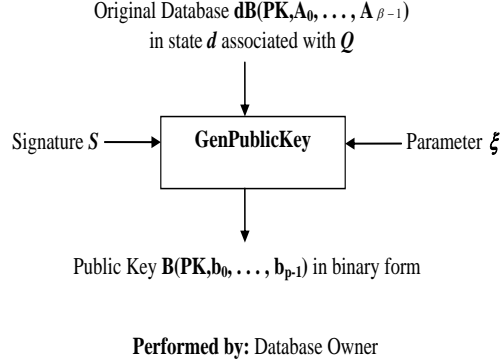 Original Database dB(PK,A₀, . . . , A β−1)
in state d associated with Q
Signature S
GenPublicKey
Parameter ξ
Public Key B(PK,b₀, . . . , bₚ₋₁) in binary form
Performed by: Database Owner